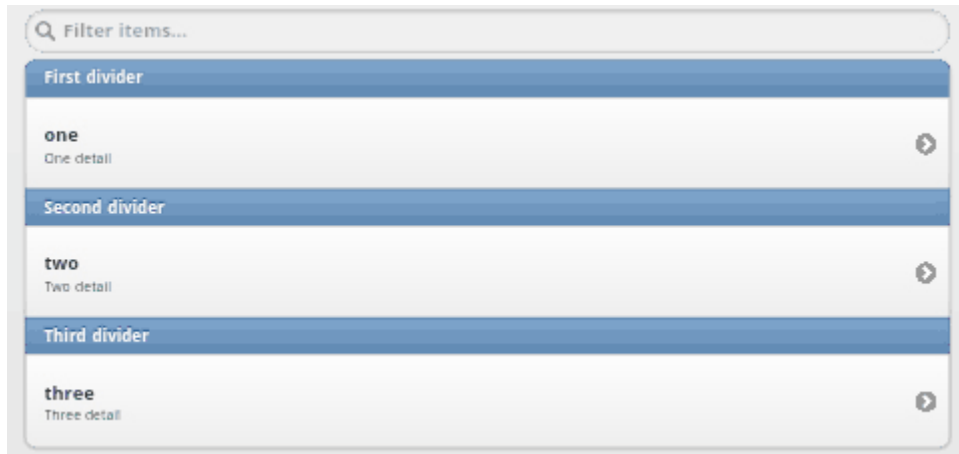 Filter items...
First divider
one
One detail
Second divider
two
Two detail
Third divider
three
Three detail